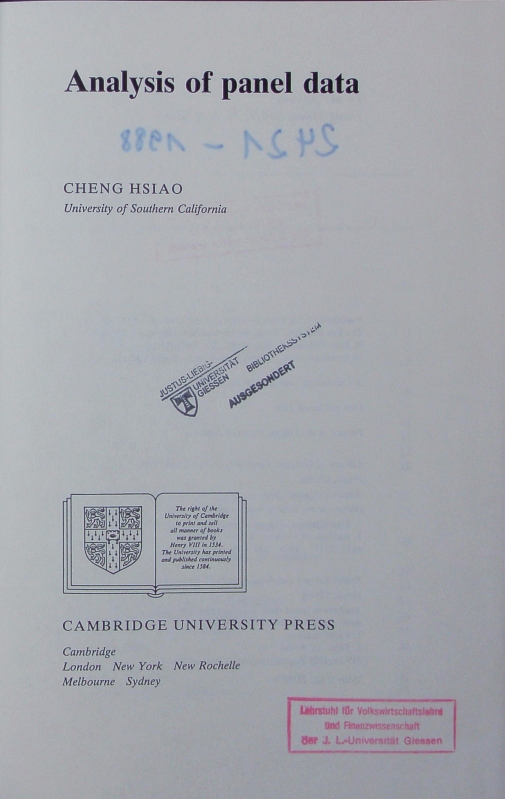 Analysis of panel data
2421 - 1988
CHENG HSIAO
University of Southern California
JUSTUS-LIEBIG-
UNIVERSITÄT
GIESSEN
BIBLIOTHEKSSYSTEM
AUSGESONDERT
The right of the
University of Cambridge
to print and sell
all manner of books
was granted by
Henry VIII in 1534.
The University has printed
and published continuously
since 1584.
CAMBRIDGE UNIVERSITY PRESS
Cambridge
London New York New Rochelle
Melbourne Sydney
Lehrstuhl für Volkswirtschaftslehre
und Finanzwissenschaft
der J. L.-Universität Giessen